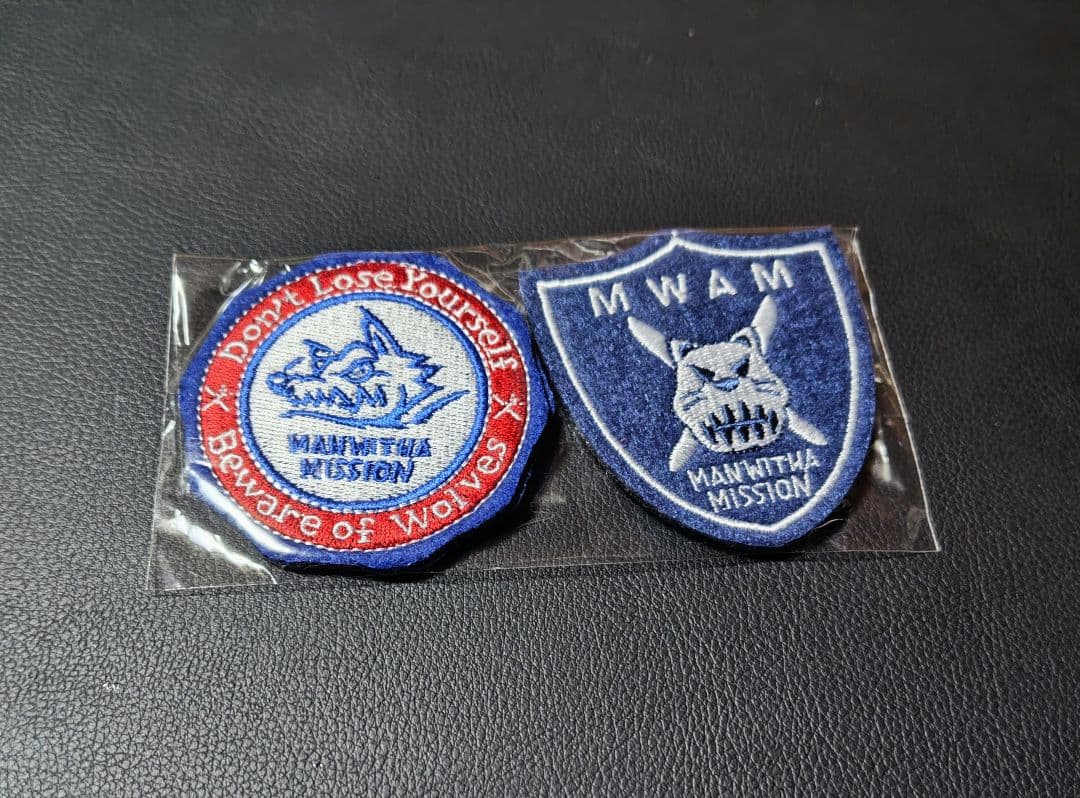 Don't Lose Yourself
MANWITHA
MISSION
Beware of Wolves
MWAM
MANWITHA
MISSION